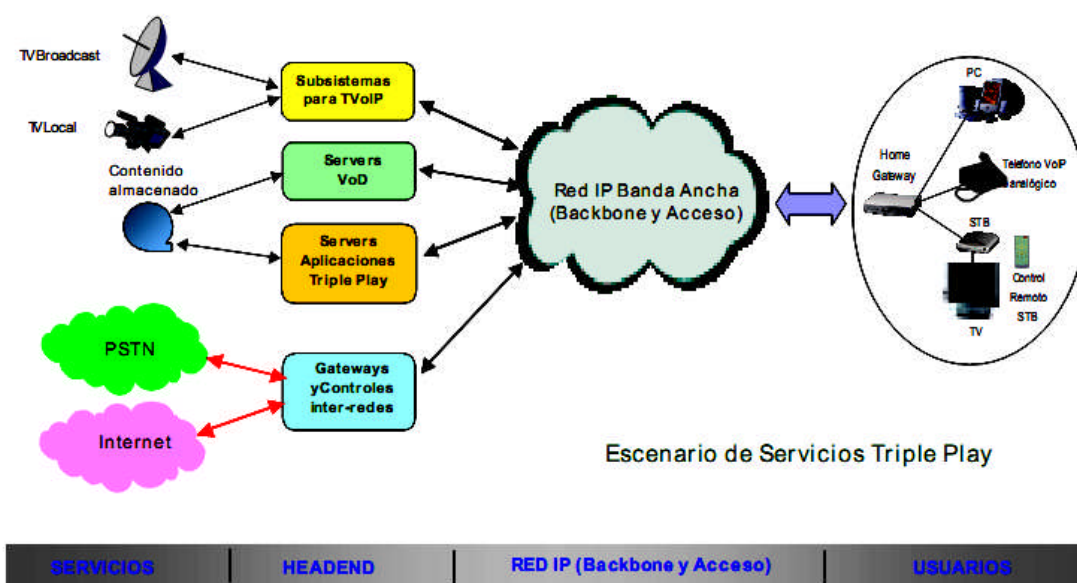 TVBroadcast
TVLocal
Contenido
almacenado
PSTN
Internet
Subsistemas
para TVoIP
Servers
VoD
Servers
Aplicaciones
Triple Play
Gateways
yControles
inter-redes
Red IP Banda Ancha
(Backbone y Acceso)
PC
Home
Gateway
Teléfono VoIP
analógico
STB
Control
Remoto
STB
TV
Escenario de Servicios Triple Play
SERVICIOS
HEADEND
RED IP (Backbone y Acceso)
USUARIOS